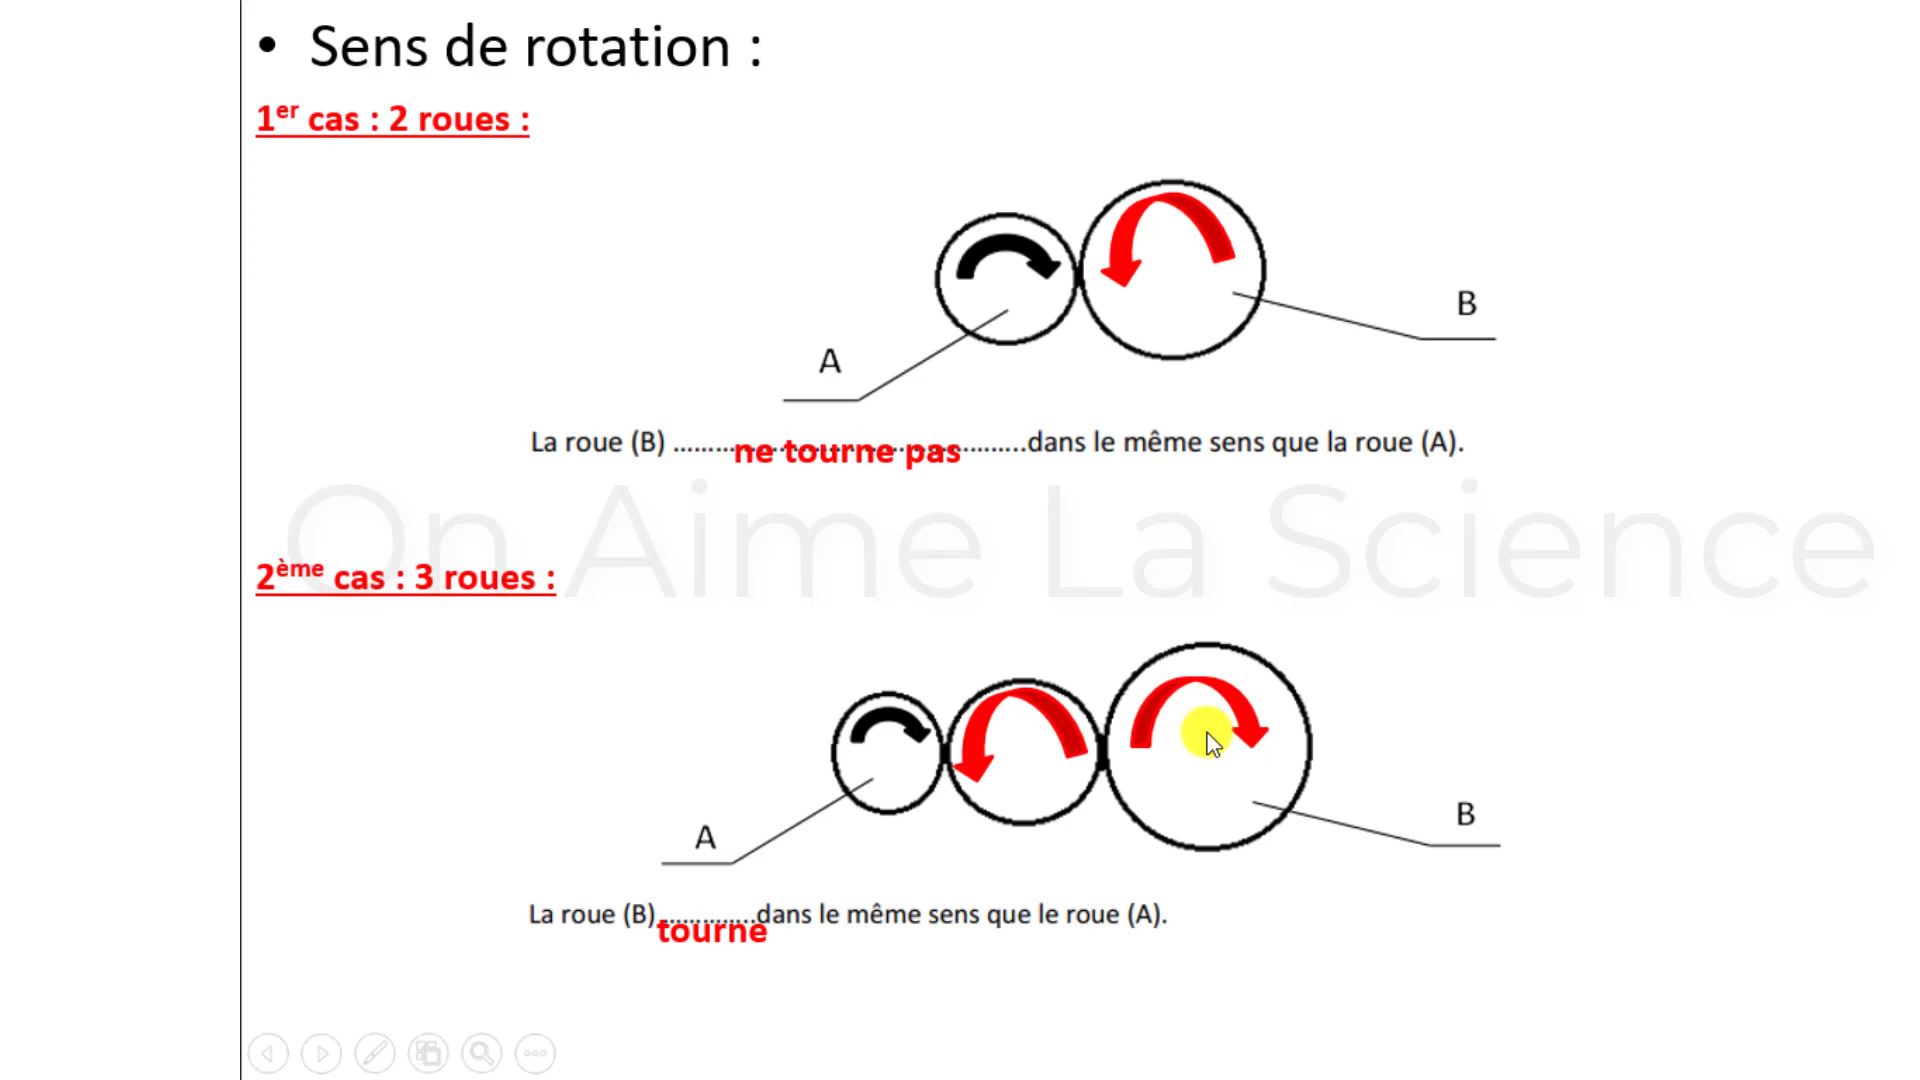 • Sens de rotation :
1er cas : 2 roues :
B
A
La roue (B) ......ne tourne pas......dans le même sens que la roue (A).
On Aime La Science
2ème cas : 3 roues :
B
A
La roue (B)......dans le même sens que le roue (A).
tourne